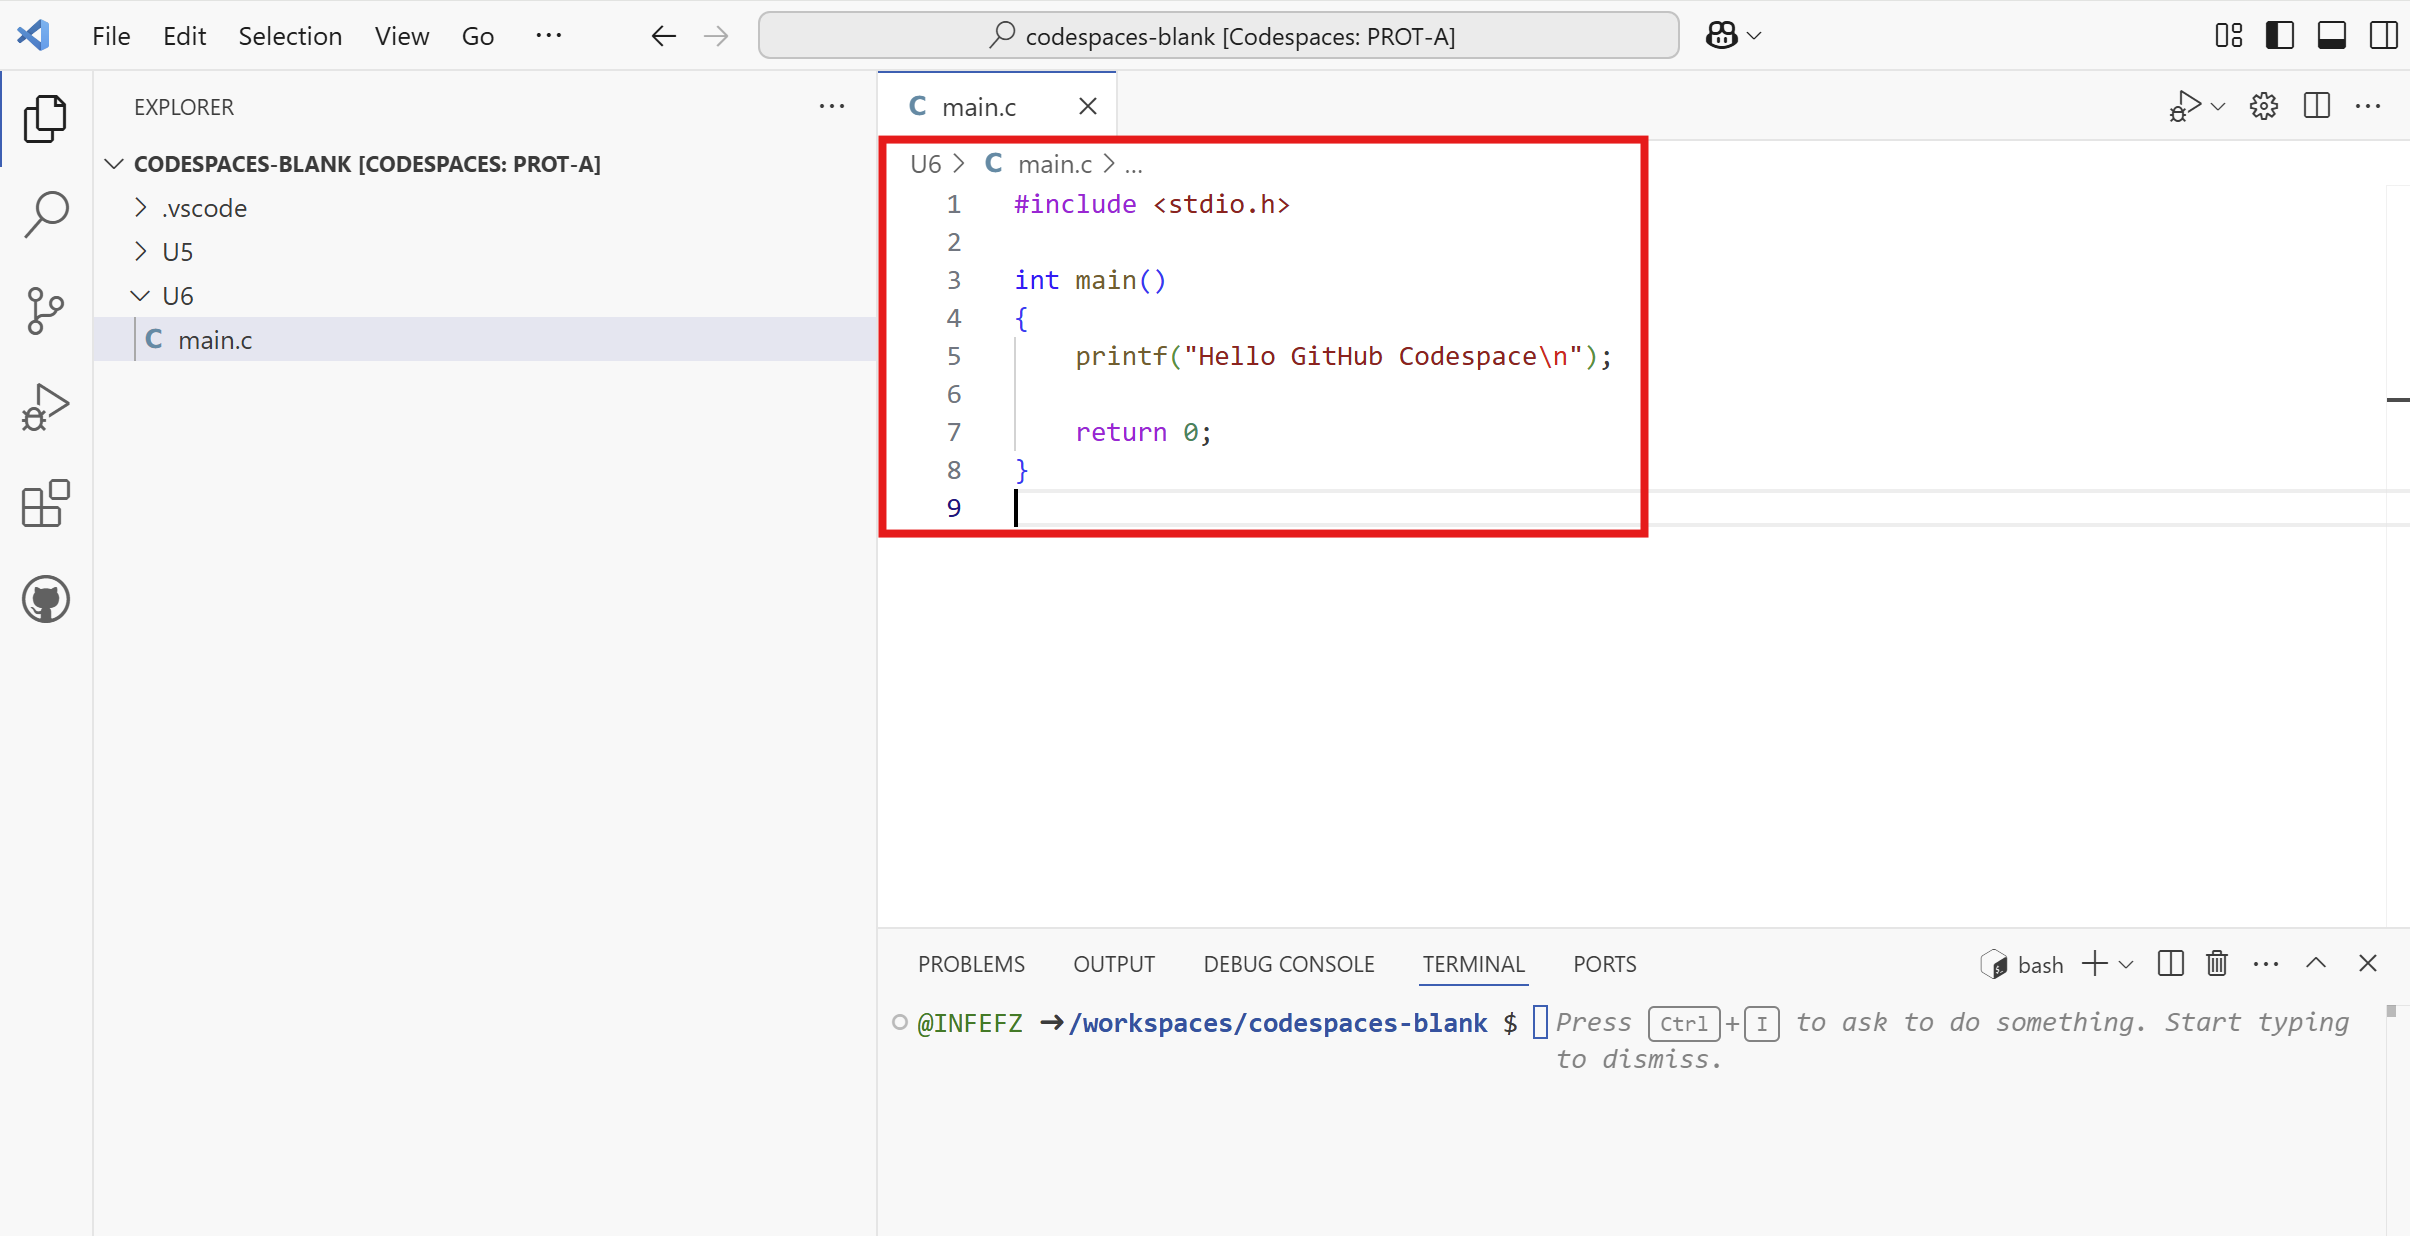 File Edit Selection View Go ··· codespaces-blank [Codespaces: PROT-A]
EXPLORER
CODESPACES-BLANK [CODESPACES: PROT-A]
.vscode
U5
U6
C main.c
C main.c
U6 > C main.c > ...
1 #include <stdio.h>
2
3 int main()
4 {
5     printf("Hello GitHub Codespace\n");
6
7     return 0;
8 }
9
PROBLEMS OUTPUT DEBUG CONSOLE TERMINAL PORTS bash
@INFEFZ ➜/workspaces/codespaces-blank $ Press Ctrl+I to ask to do something. Start typing
to dismiss.